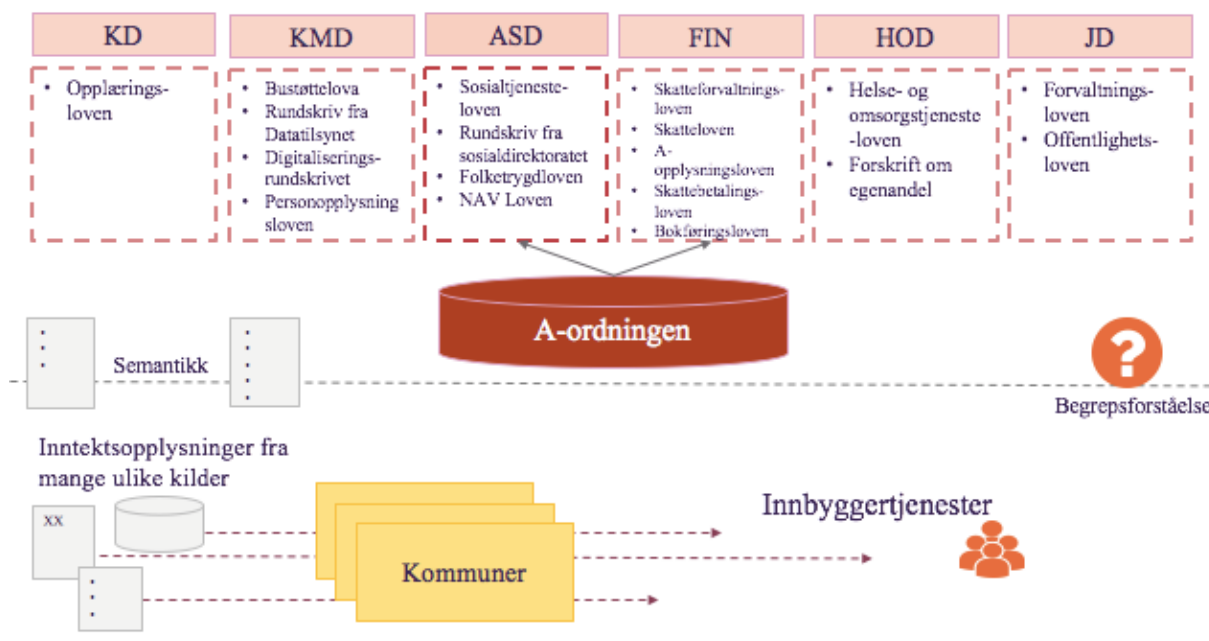 KD
KMD
ASD
FIN
HOD
JD
• Opplærings-
loven
• Bustøttelova
• Rundskriv fra
Datatilsynet
• Digitaliserings-
rundskrivet
• Personopplysning
sloven
• Sosialtjeneste-
loven
• Rundskriv fra
sosialdirektoratet
• Folketrygdloven
• NAV Loven
• Skatteforvaltnings-
loven
• Skatteloven
• A-
opplysningsloven
• Skattebetalings-
loven
• Bokføringsloven
• Helse- og
omsorgstjeneste
-loven
• Forskrift om
egenandel
• Forvaltnings-
loven
• Offentlighets-
loven
A-ordningen
Semantikk
?
Begrepsforståelse
Inntektsopplysninger fra
mange ulike kilder
xx
Kommuner
Innbyggertjenester